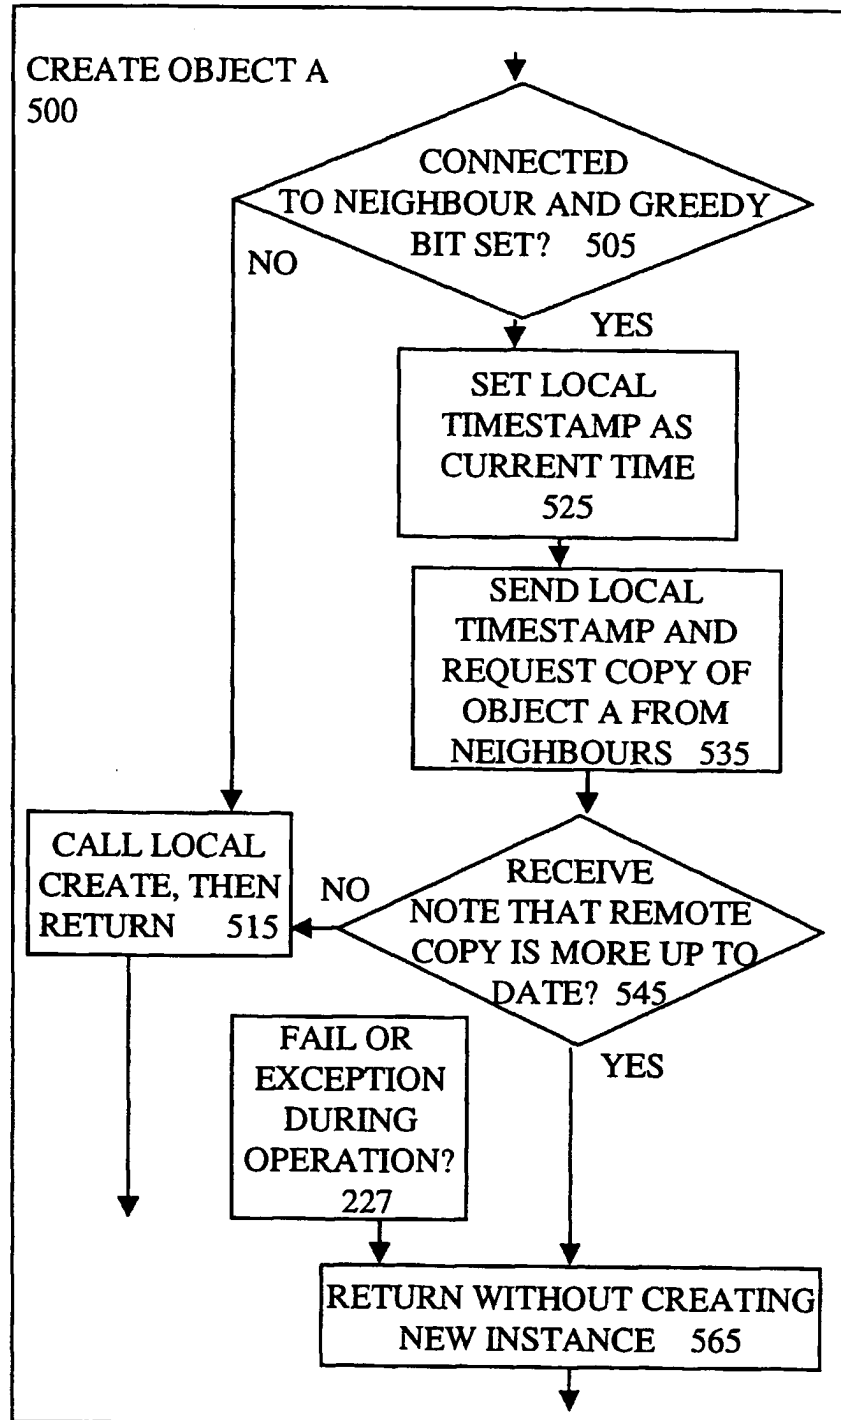 CREATE OBJECT A
500
CONNECTED
TO NEIGHBOUR AND GREEDY
BIT SET? 505
NO
YES
SET LOCAL
TIMESTAMP AS
CURRENT TIME
525
SEND LOCAL
TIMESTAMP AND
REQUEST COPY OF
OBJECT A FROM
NEIGHBOURS 535
CALL LOCAL
CREATE, THEN
RETURN 515
NO
RECEIVE
NOTE THAT REMOTE
COPY IS MORE UP TO
DATE? 545
YES
FAIL OR
EXCEPTION
DURING
OPERATION?
227
RETURN WITHOUT CREATING
NEW INSTANCE 565